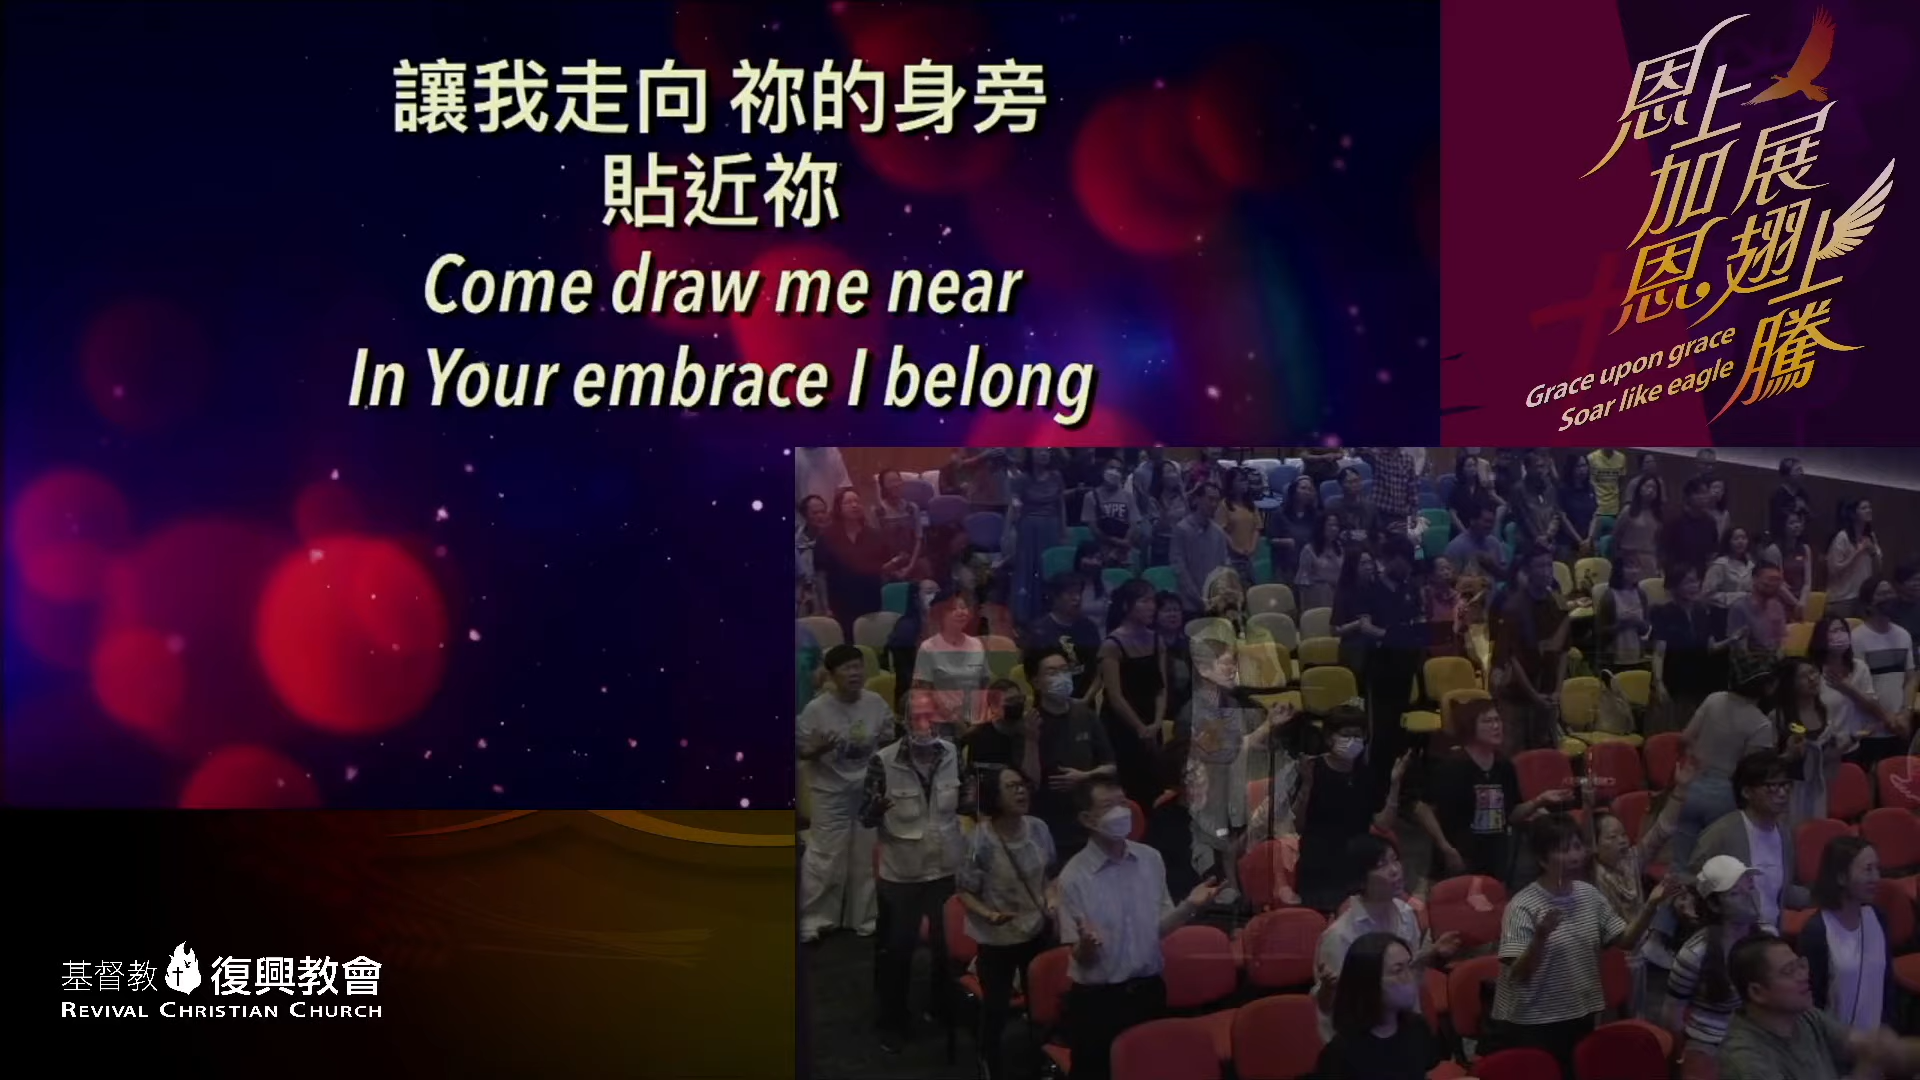 讓我走向 祢的身旁
貼近祢
Come draw me near
In Your embrace I belong
恩上加恩
展翅上騰
Grace upon grace
Soar like eagle
基督教 復興教會
REVIVAL CHRISTIAN CHURCH